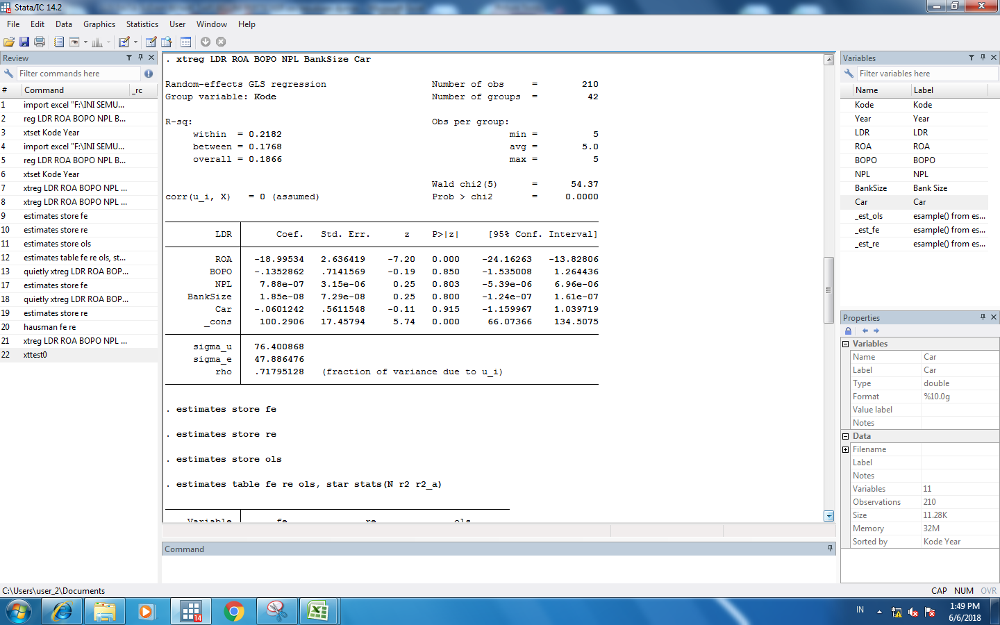 Stata/IC 14.2
File Edit Data Graphics Statistics User Window Help
Review
Filter commands here
# Command _rc
1 import excel "F:\INI SEMU...
2 reg LDR ROA BOPO NPL B...
3 xtset Kode Year
4 import excel "F:\INI SEMU...
5 reg LDR ROA BOPO NPL B...
6 xtset Kode Year
7 xtreg LDR ROA BOPO NPL ...
8 xtreg LDR ROA BOPO NPL ...
9 estimates store fe
10 estimates store re
11 estimates store ols
12 estimates table fe re ols, st...
13 quietly xtreg LDR ROA BOP...
17 estimates store fe
18 quietly xtreg LDR ROA BOP...
19 estimates store re
20 hausman fe re
21 xtreg LDR ROA BOPO NPL ...
22 xttest0
. xtreg LDR ROA BOPO NPL BankSize Car
Random-effects GLS regression Number of obs = 210
Group variable: Kode Number of groups = 42
R-sq: Obs per group:
within = 0.2182 min = 5
between = 0.1768 avg = 5.0
overall = 0.1866 max = 5
Wald chi2(5) = 54.37
corr(u_i, X) = 0 (assumed) Prob > chi2 = 0.0000
LDR Coef. Std. Err. z P>|z| [95% Conf. Interval]
ROA -18.99534 2.636419 -7.20 0.000 -24.16263 -13.82806
BOPO -.1352862 .7141569 -0.19 0.850 -1.535008 1.264436
NPL 7.88e-07 3.15e-06 0.25 0.803 -5.39e-06 6.96e-06
BankSize 1.85e-08 7.29e-08 0.25 0.800 -1.24e-07 1.61e-07
Car -.0601242 .5611548 -0.11 0.915 -1.159967 1.039719
_cons 100.2906 17.45794 5.74 0.000 66.07366 134.5075
sigma_u 76.400868
sigma_e 47.886476
rho .71795128 (fraction of variance due to u_i)
. estimates store fe
. estimates store re
. estimates store ols
. estimates table fe re ols, star stats(N r2 r2_a)
Variable fe re ols
Command
Variables
Filter variables here
Name Label
Kode Kode
Year Year
LDR LDR
ROA ROA
BOPO BOPO
NPL NPL
BankSize Bank Size
Car Car
_est_ols esample() from es...
_est_fe esample() from es...
_est_re esample() from es...
Properties
Variables
Name Car
Label Car
Type double
Format %10.0g
Value label
Notes
Data
Filename
Label
Notes
Variables 11
Observations 210
Size 11.28K
Memory 32M
Sorted by Kode Year
C:\Users\user_2\Documents
CAP NUM OVR
14
IN
1:49 PM
6/6/2018